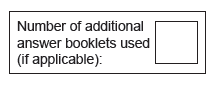 Number of additional
answer booklets used
(if applicable):